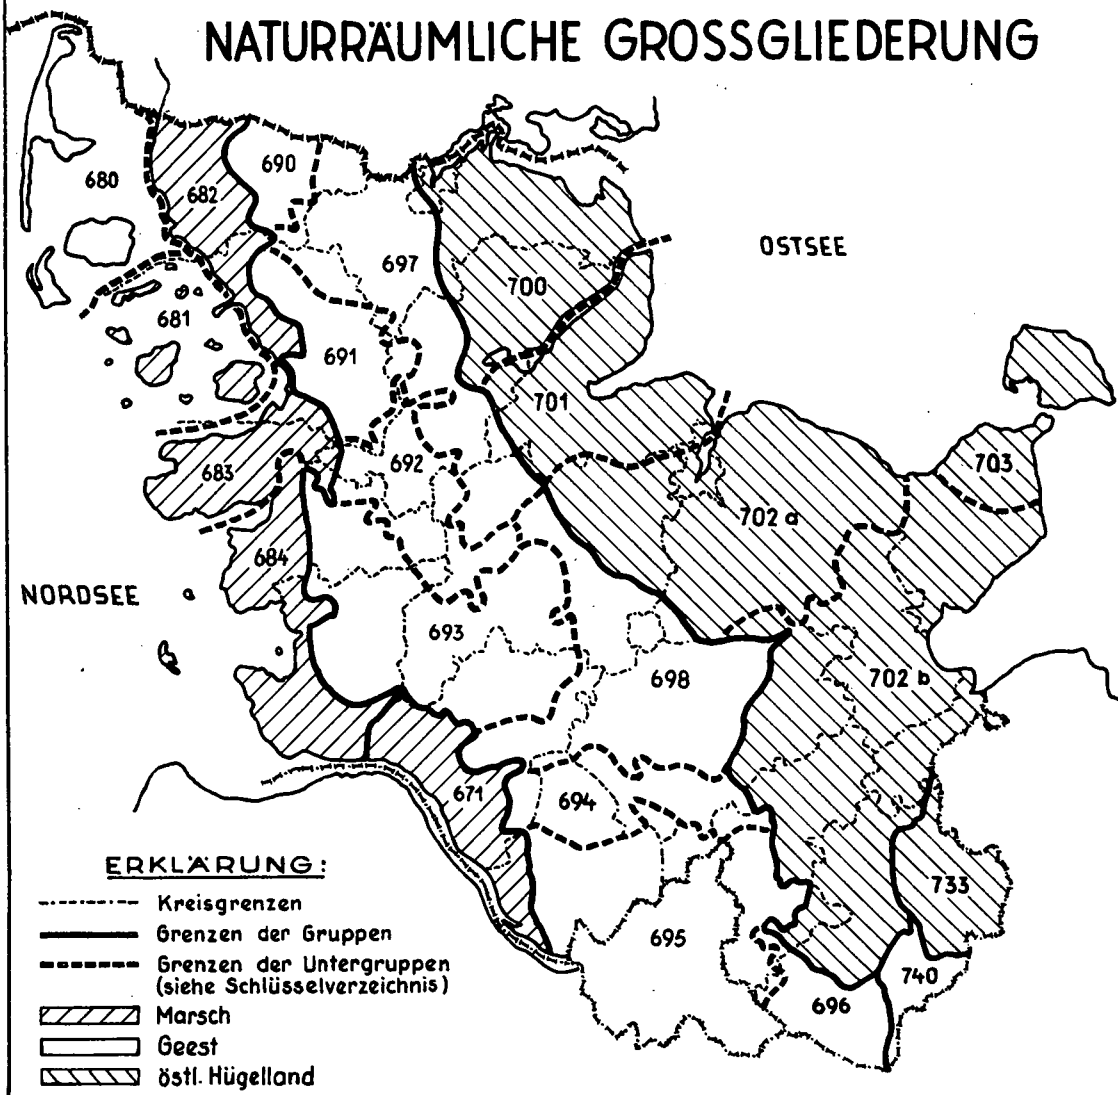 NATURRÄUMLICHE GROSSGLIEDERUNG
690
680
682
OSTSEE
697
700
681
691
701
692
703
683
702 a
684
NORDSEE
693
698
702 b
671
694
733
695
740
696
ERKLÄRUNG:
Kreisgrenzen
Grenzen der Gruppen
Grenzen der Untergruppen
(siehe Schlüsselverzeichnis)
Marsch
Geest
östl. Hügelland